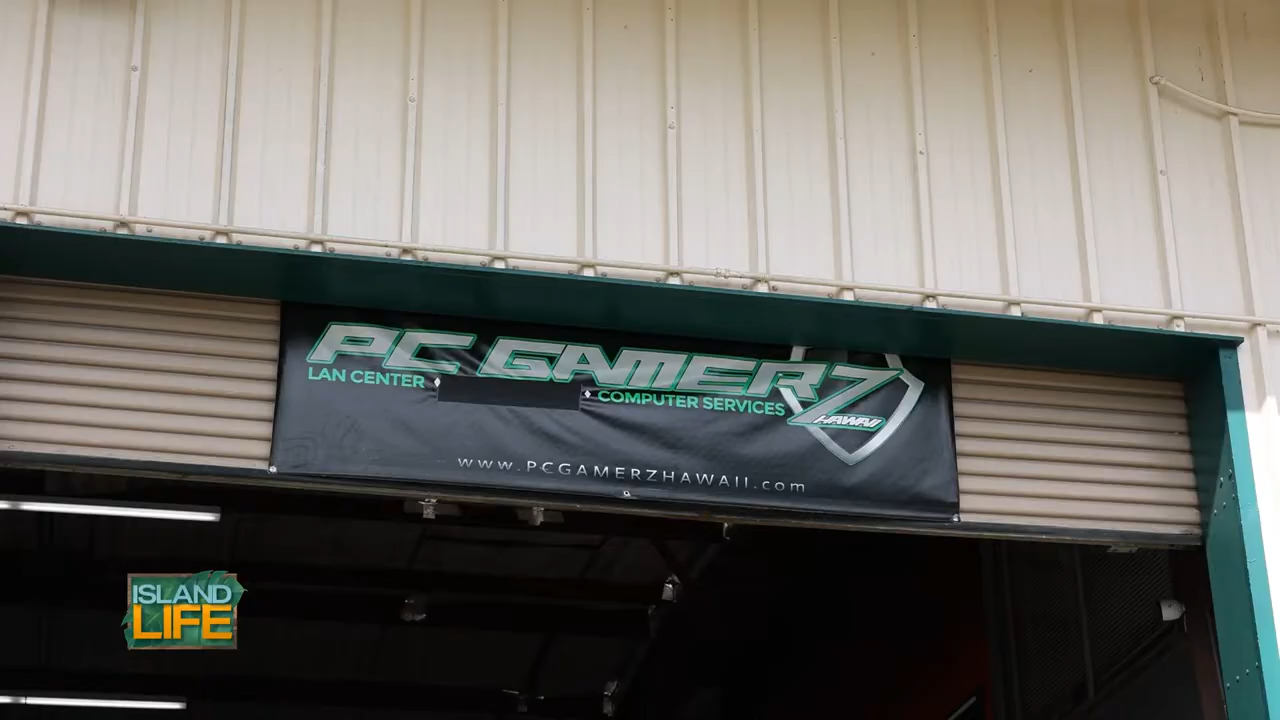 PC GAMERZ
HAWAII
LAN CENTER
COMPUTER SERVICES
www.PCGAMERZHAWAII.com
ISLAND
LIFE